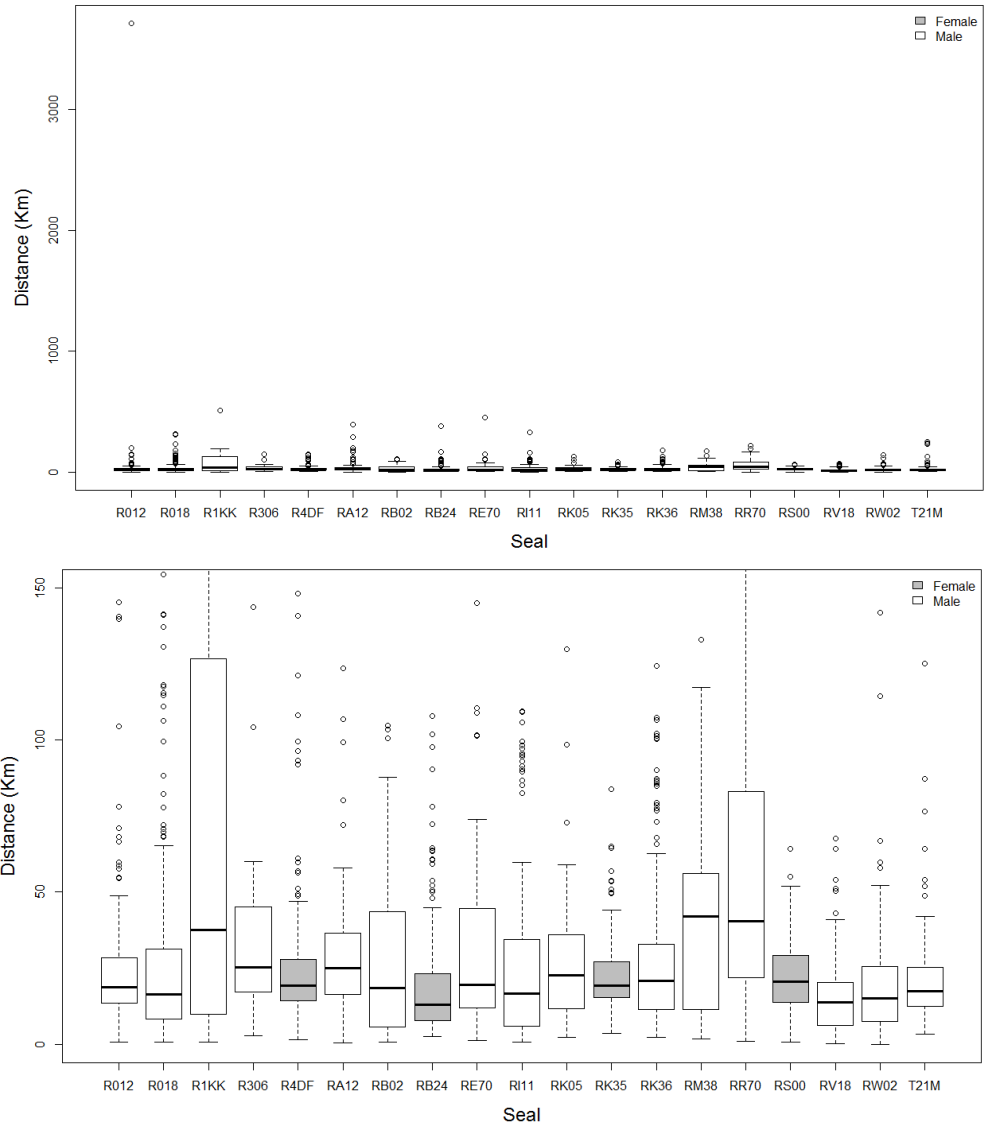 Female
Male
3000
2000
1000
0
Distance (Km)
R012 R018 R1KK R306 R4DF RA12 RB02 RB24 RE70 RI11 RK05 RK35 RK36 RM38 RR70 RS00 RV18 RW02 T21M
Seal
Female
Male
150
100
50
0
Distance (Km)
R012 R018 R1KK R306 R4DF RA12 RB02 RB24 RE70 RI11 RK05 RK35 RK36 RM38 RR70 RS00 RV18 RW02 T21M
Seal